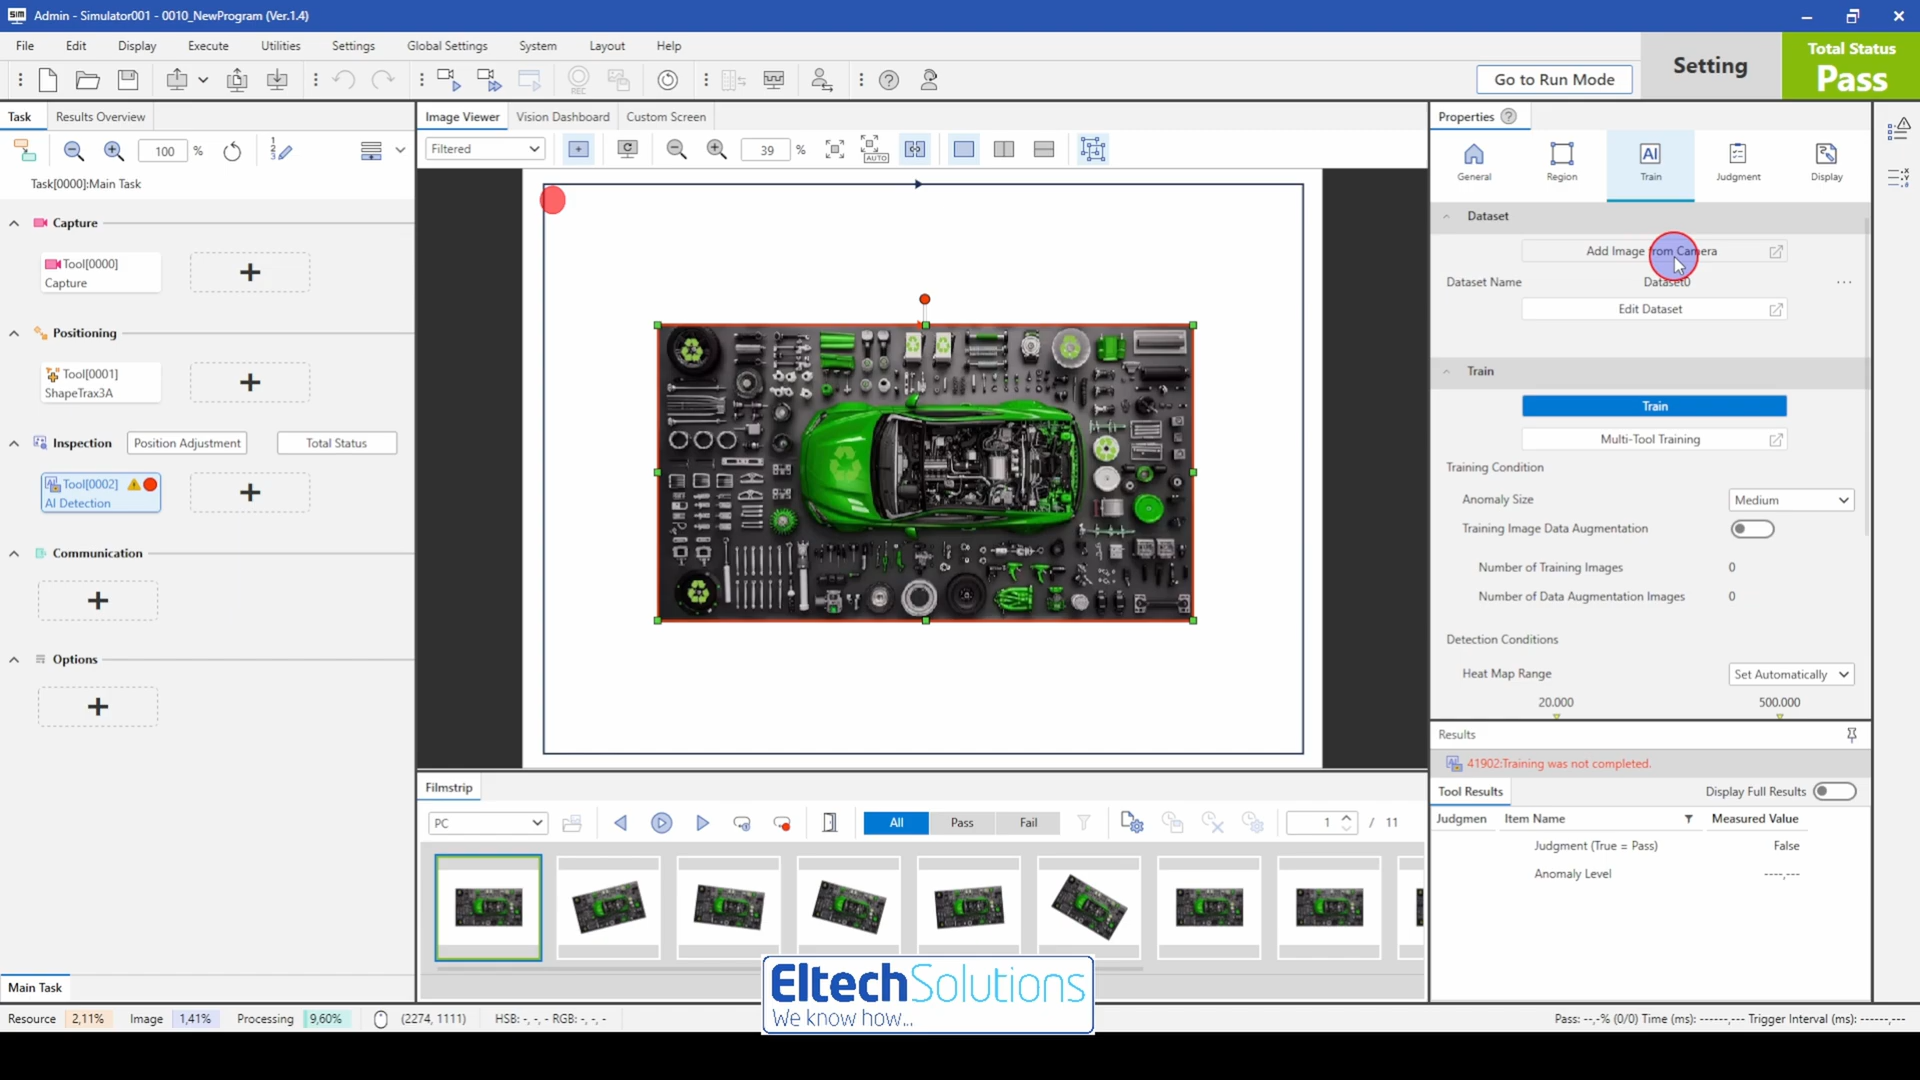 Admin - Simulator001 - 0010_NewProgram (Ver.1.4)
File Edit Display Execute Utilities Settings Global Settings System Layout Help
REC
Go to Run Mode
Setting
Total Status
Pass
Task Results Overview
100 %
Task[0000]:Main Task
Capture
Tool[0000]
Capture
Positioning
Tool[0001]
ShapeTrax3A
Inspection Position Adjustment Total Status
Tool[0002]
AI Detection
Communication
Options
Main Task
Image Viewer Vision Dashboard Custom Screen
Filtered
39 %
AUTO
Filmstrip
PC
All Pass Fail
1 / 11
Properties
General Region Train Judgment Display
AI
Dataset
Add Image from Camera
Dataset Name Dataset0 ...
Edit Dataset
Train
Train
Multi-Tool Training
Training Condition
Anomaly Size Medium
Training Image Data Augmentation
Number of Training Images 0
Number of Data Augmentation Images 0
Detection Conditions
Heat Map Range Set Automatically
20.000 500.000
Results
41902:Training was not completed.
Tool Results Display Full Results
Judgmen Item Name Measured Value
Judgment (True = Pass) False
Anomaly Level ----,---
EltechSolutions
We know how...
Resource 2,11% Image 1,41% Processing 9,60% (2274, 1111) HSB: -, -, - RGB: -, -, -
Pass: --,-% (0/0) Time (ms): ------,--- Trigger Interval (ms): ------,---